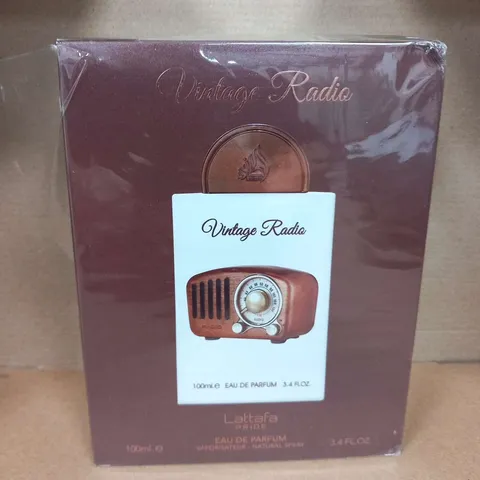 Vintage Radio
Vintage Radio
100ml.e EAU DE PARFUM 3.4 FL.OZ.
Lattafa
PRIDE
EAU DE PARFUM
VAPORISATEUR - NATURAL SPRAY
100ml. e 3.4 FL.OZ.